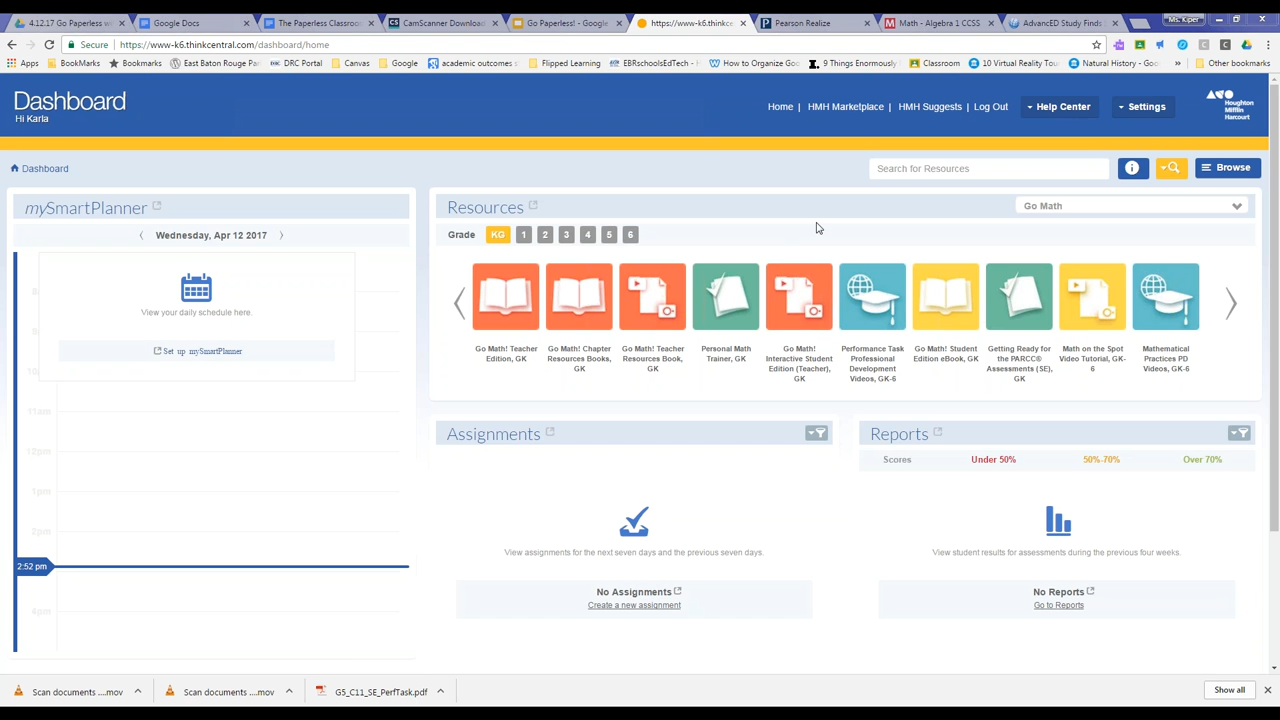 4.12.17 Go Paperless wit
Google Docs
The Paperless Classroom
CamScanner Download
Go Paperless! - Google
https://www-k6.thinkce
Pearson Realize
Math - Algebra 1 CCSS
AdvancED Study Finds
Ms. Kiper
Secure
https://www-k6.thinkcentral.com/dashboard/home
Apps
BookMarks
Bookmarks
East Baton Rouge Par
DRC Portal
Canvas
Google
academic outcomes s
Flipped Learning
EBRschoolsEdTech -
How to Organize Goo
9 Things Enormously
Classroom
10 Virtual Reality Tou
Natural History - Goo
»
Other bookmarks
Dashboard
Hi Karla
Home |
HMH Marketplace |
HMH Suggests |
Log Out
Help Center
Settings
Houghton
Mifflin
Harcourt
Dashboard
Search for Resources
Browse
mySmartPlanner
Wednesday, Apr 12 2017
View your daily schedule here.
Set up mySmartPlanner
11am
12pm
1pm
2pm
2:52 pm
4pm
Resources
Go Math
Grade
KG
1
2
3
4
5
6
Go Math! Teacher
Edition, GK
Go Math! Chapter
Resources Books,
GK
Go Math! Teacher
Resources Book,
GK
Personal Math
Trainer, GK
Go Math!
Interactive Student
Edition (Teacher),
GK
Performance Task
Professional
Development
Videos, GK-6
Go Math! Student
Edition eBook, GK
Getting Ready for
the PARCC®
Assessments (SE),
GK
Math on the Spot
Video Tutorial, GK-
6
Mathematical
Practices PD
Videos, GK-6
Assignments
View assignments for the next seven days and the previous seven days.
No Assignments
Create a new assignment
Reports
Scores
Under 50%
50%-70%
Over 70%
View student results for assessments during the previous four weeks.
No Reports
Go to Reports
Scan documents ....mov
Scan documents ....mov
G5_C11_SE_PerfTask.pdf
Show all